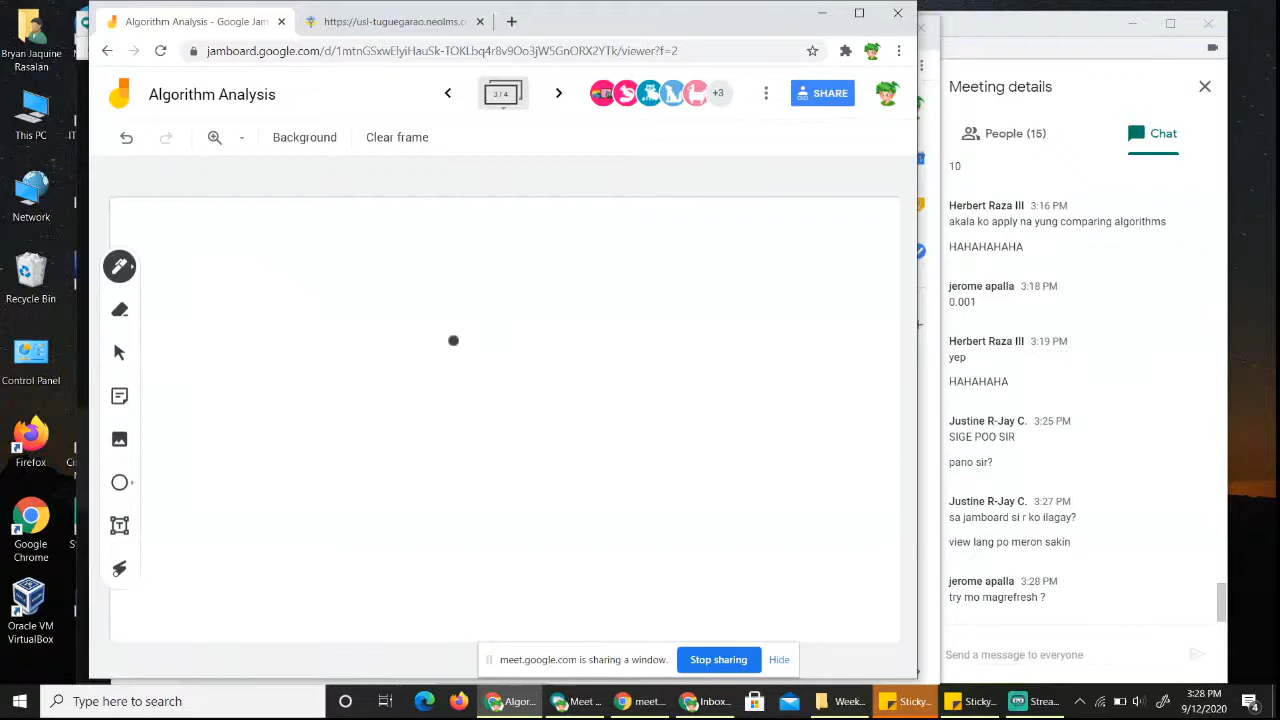 Algorithm Analysis - Google Jam
https://usl-tuguegarao.neolms.c
Bryan Jaquine
Raspado
jamboard.google.com/d/1mtnGSxwElyiHauSk-TOKLbq4HPv9Oo3iW5GnORX2YTk/viewer?f=2
Meeting details
Algorithm Analysis
+3
SHARE
This PC
Background
Clear frame
People (15)
Chat
10
Herbert Raza III 3:16 PM
akala ko apply na yung comparing algorithms
HAHAHAHAHA
Network
jerome apalla 3:18 PM
0.001
Recycle Bin
Herbert Raza III 3:19 PM
yep
HAHAHAHA
Control Panel
Justine R-Jay C. 3:25 PM
SIGE POO SIR
pano sir?
Firefox
Justine R-Jay C. 3:27 PM
sa jamboard si r ko ilagay?
view lang po meron sakin
Google
Chrome
jerome apalla 3:28 PM
try mo magrefresh ?
Oracle VM
VirtualBox
Send a message to everyone
et.google.com is sharing a window.
Stop sharing
Hide
Type here to search
Algori...
Meet ...
Week...
Inbox...
Sticky...
Sticky...
Strea...
3:28 PM
9/12/2020
4